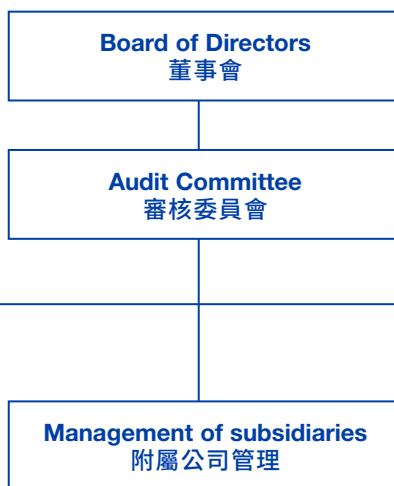 Board of Directors
董事會
Audit Committee
審核委員會
Management of subsidiaries
附屬公司管理